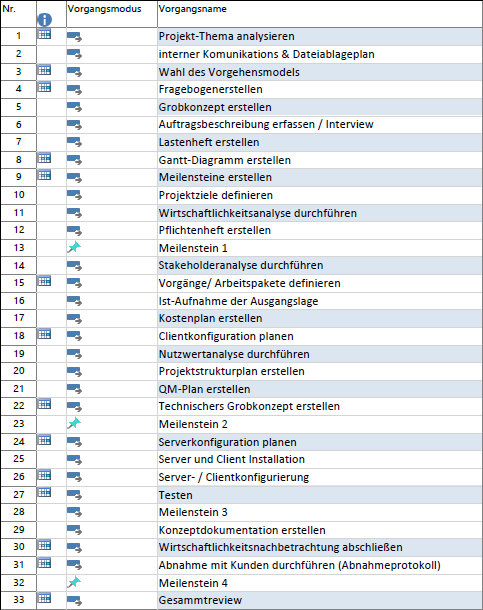 Nr. Vorgangsmodus Vorgangsname
1 Projekt-Thema analysieren
2 interner Komunikations & Dateiablageplan
3 Wahl des Vorgehensmodels
4 Fragebogenerstellen
5 Grobkonzept erstellen
6 Auftragsbeschreibung erfassen / Interview
7 Lastenheft erstellen
8 Gantt-Diagramm erstellen
9 Meilensteine erstellen
10 Projektziele definieren
11 Wirtschaftlichkeitsanalyse durchführen
12 Pflichtenheft erstellen
13 Meilenstein 1
14 Stakeholderanalyse durchführen
15 Vorgänge/ Arbeitspakete definieren
16 Ist-Aufnahme der Ausgangslage
17 Kostenplan erstellen
18 Clientkonfiguration planen
19 Nutzwertanalyse durchführen
20 Projektstrukturplan erstellen
21 QM-Plan erstellen
22 Technischers Grobkonzept erstellen
23 Meilenstein 2
24 Serverkonfiguration planen
25 Server und Client Installation
26 Server- / Clientkonfigurierung
27 Testen
28 Meilenstein 3
29 Konzeptdokumentation erstellen
30 Wirtschaftlichkeitsnachbetrachtung abschließen
31 Abnahme mit Kunden durchführen (Abnahmeprotokoll)
32 Meilenstein 4
33 Gesammtreview